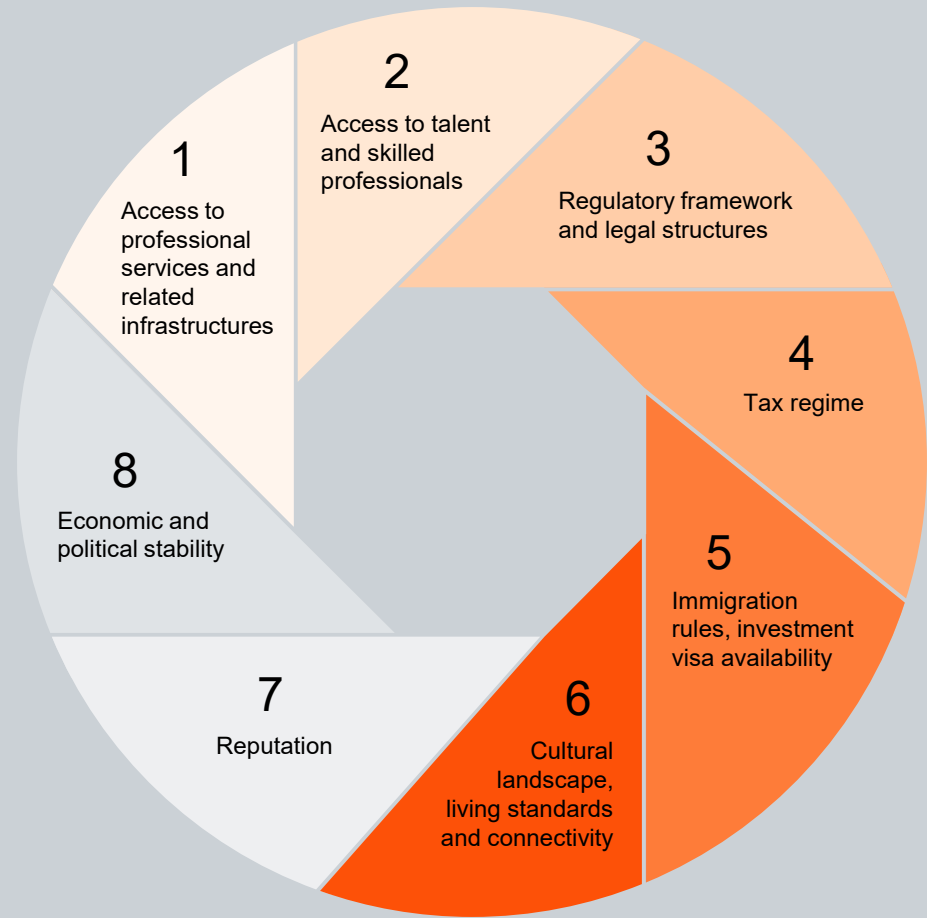 1
Access to
professional
services and
related
infrastructures
2
Access to talent
and skilled
professionals
3
Regulatory framework
and legal structures
4
Tax regime
5
Immigration
rules, investment
visa availability
6
Cultural
landscape,
living standards
and connectivity
7
Reputation
8
Economic and
political stability